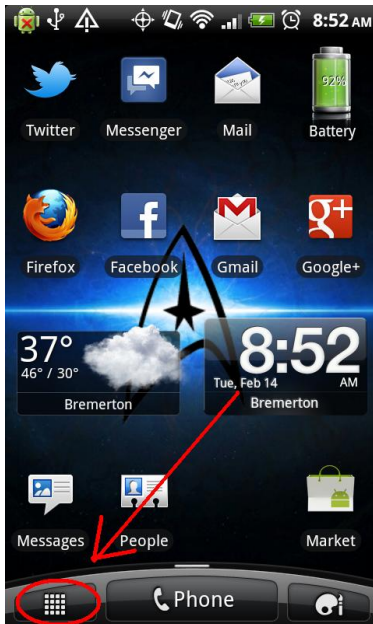 8:52 AM
92%
Twitter Messenger Mail Battery
g+
Firefox Facebook Gmail Google+
37°
46° / 30°
Bremerton
8:52
Tue, Feb 14 AM
Bremerton
Messages People Market
Phone